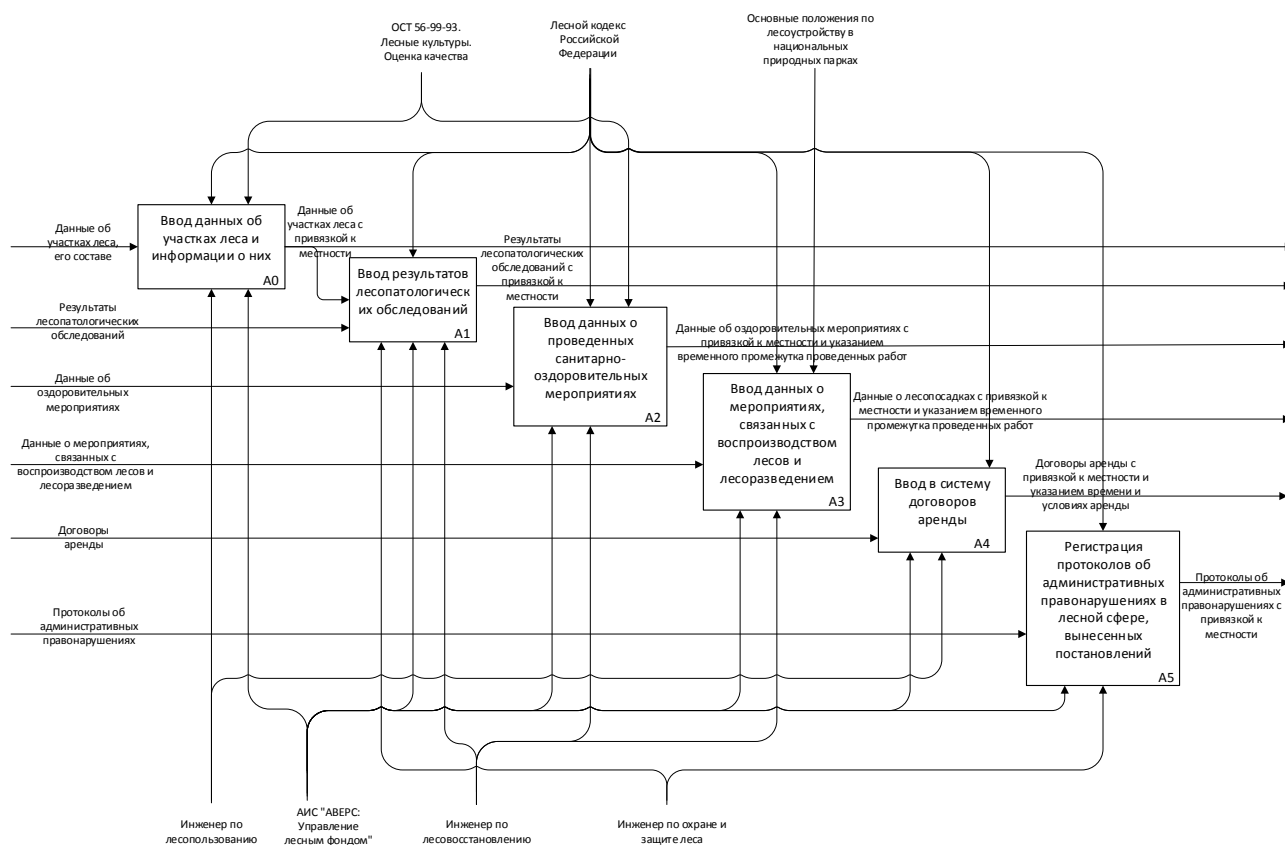 ОСТ 56-99-93.
Лесные культуры.
Оценка качества
Лесной кодекс
Российской
Федерации
Основные положения по
лесоустройству в
национальных
природных парках
Данные об
участках леса,
его составе
Ввод данных об
участках леса и
информации о них
A0
Данные об
участках леса с
привязкой к
местности
Результаты
лесопатологических
обследований
Ввод результатов
лесопатологическ
их обследований
A1
Результаты
лесопатологических
обследований с
привязкой к
местности
Данные об
оздоровительных
мероприятиях
Ввод данных о
проведенных
санитарно-
оздоровительных
мероприятиях
A2
Данные об оздоровительных мероприятиях с
привязкой к местности и указанием
временного промежутка проведенных работ
Данные о мероприятиях,
связанных с
воспроизводством лесов и
лесоразведением
Ввод данных о
мероприятиях,
связанных с
воспроизводством
лесов и
лесоразведением
A3
Данные о лесопосадках с привязкой к
местности и указанием временного
промежутка проведенных работ
Договоры
аренды
Ввод в систему
договоров
аренды
A4
Договоры аренды с
привязкой к местности и
указанием времени и
условиях аренды
Протоколы об
административных
правонарушениях
Регистрация
протоколов об
административных
правонарушениях в
лесной сфере,
вынесенных
постановлений
A5
Протоколы об
административных
правонарушениях с
привязкой к
местности
Инженер по
лесопользованию
АИС "АВЕРС:
Управление
лесным фондом"
Инженер по
лесовосстановлению
Инженер по охране и
защите леса